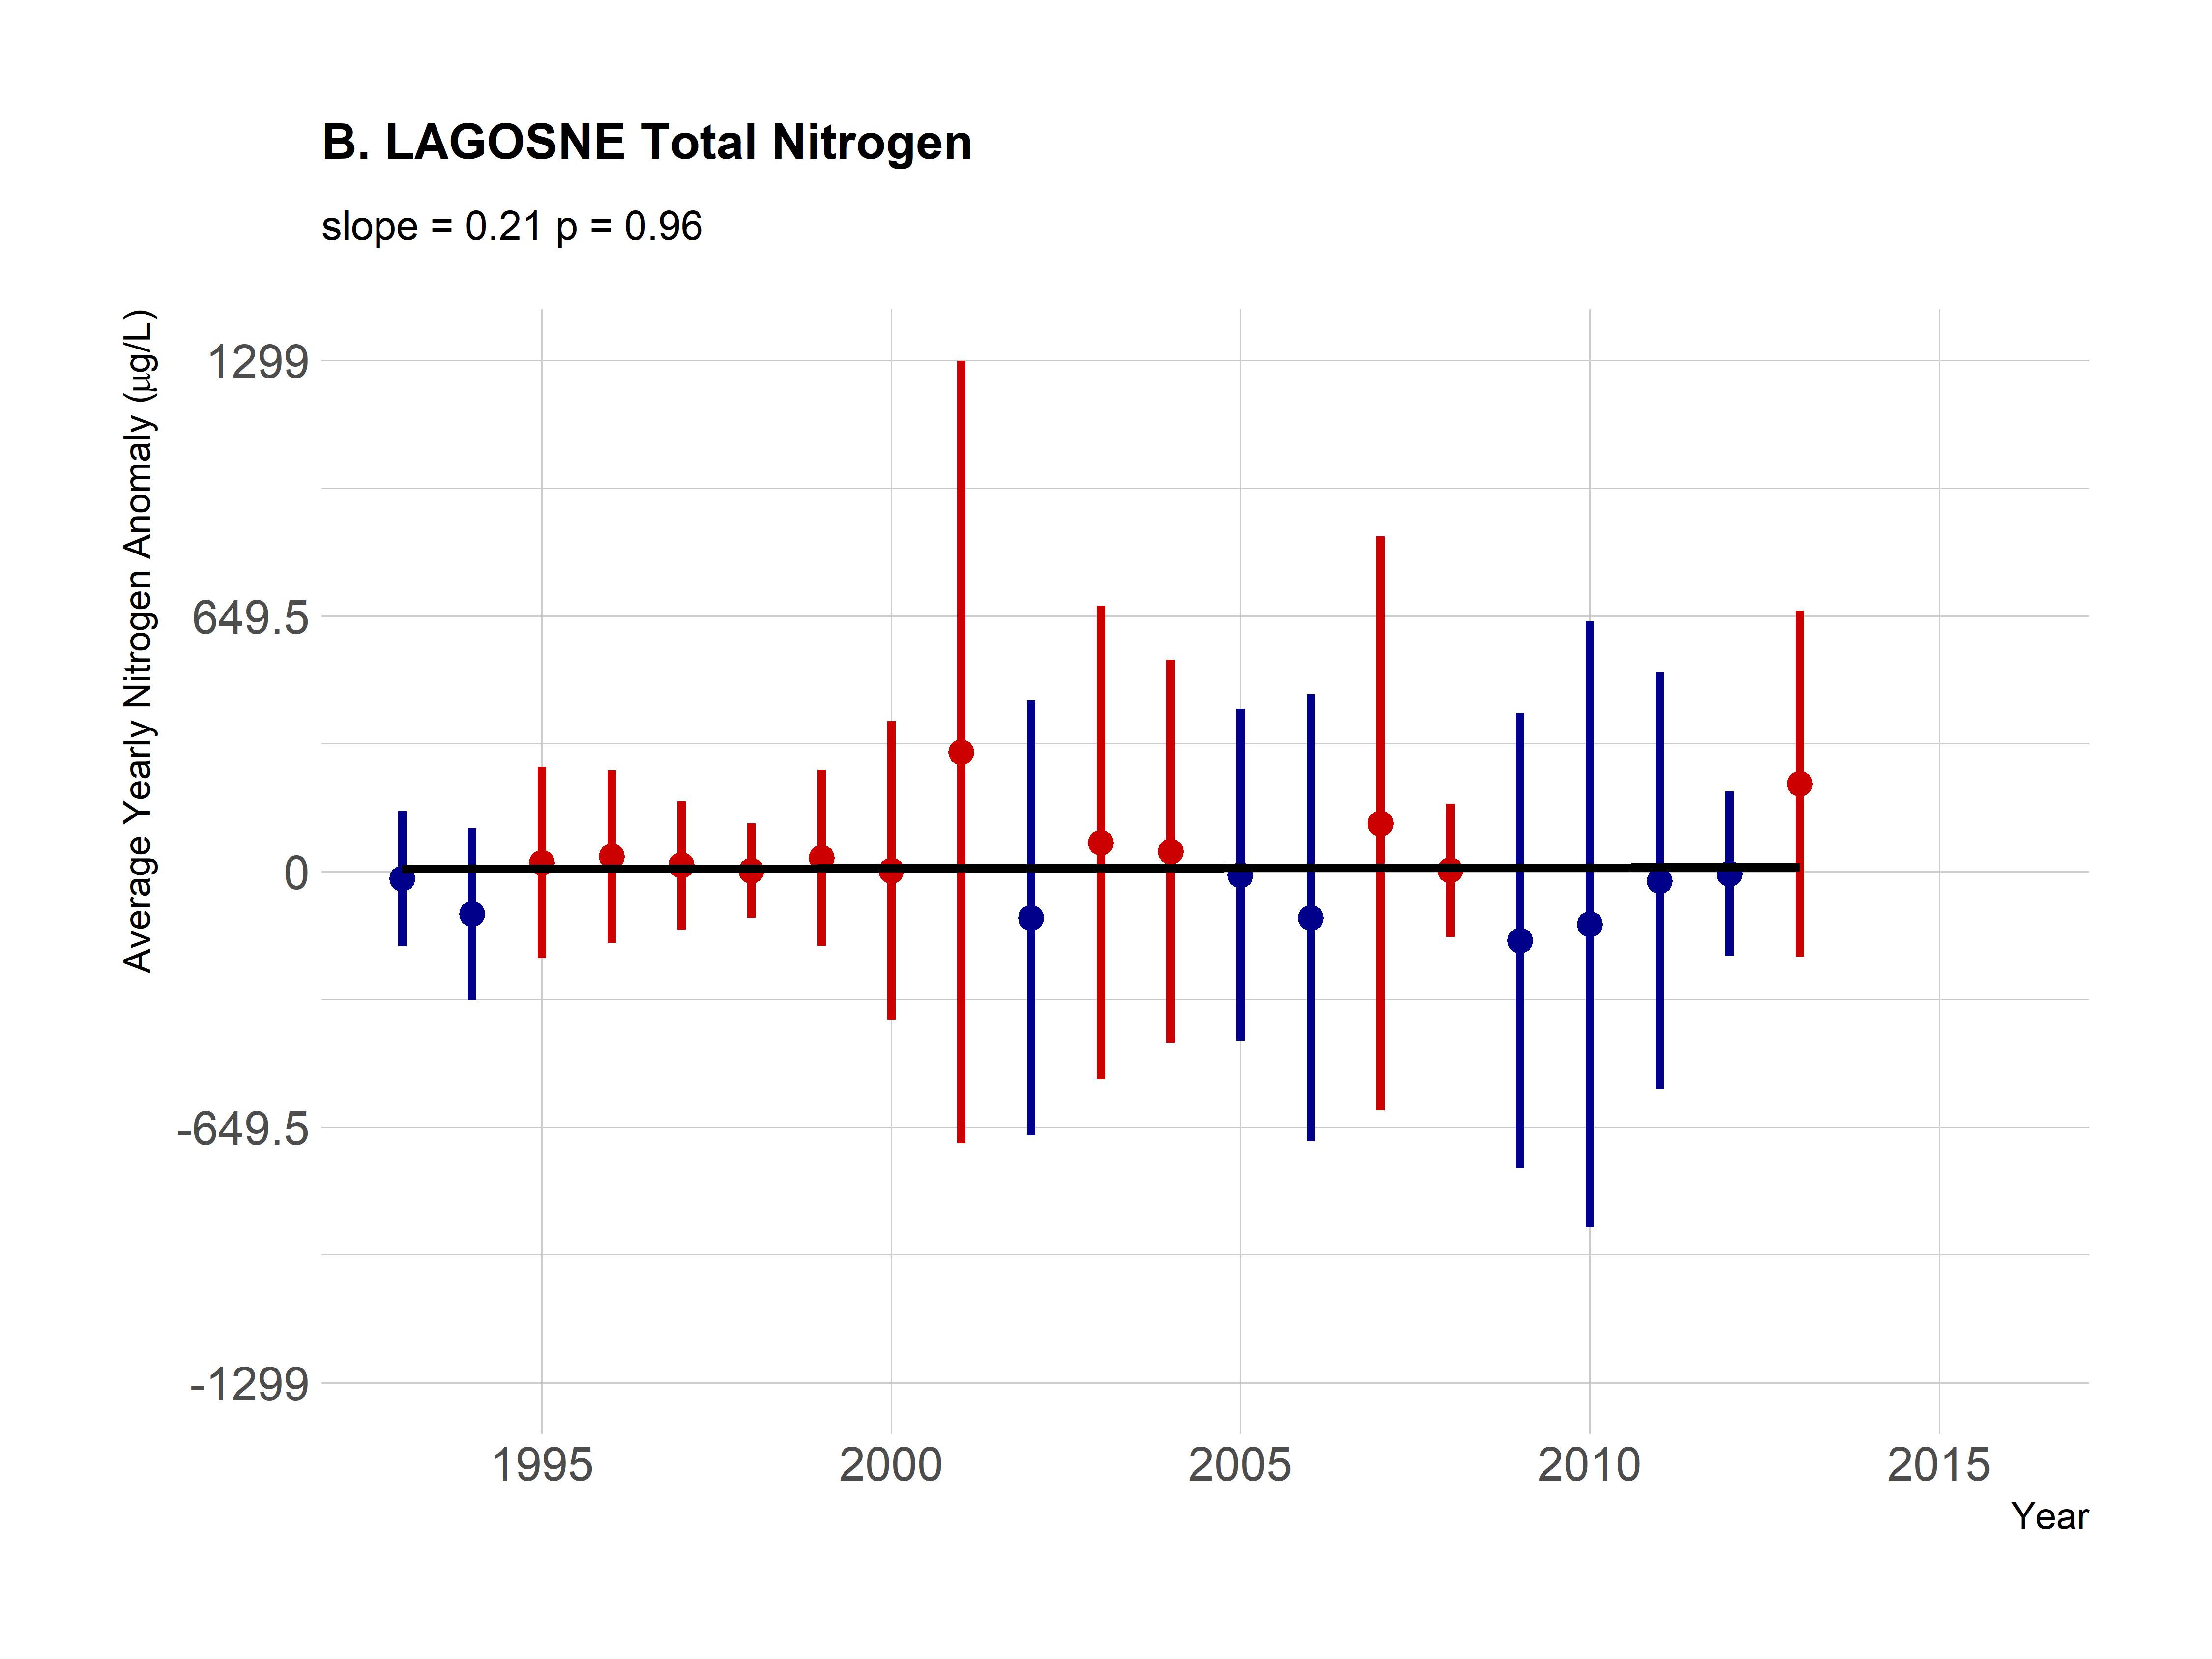 B. LAGOSNE Total Nitrogen
slope = 0.21 p = 0.96
Average Yearly Nitrogen Anomaly (μg/L)
1299
649.5
0
-649.5
-1299
1995 2000 2005 2010 2015
Year